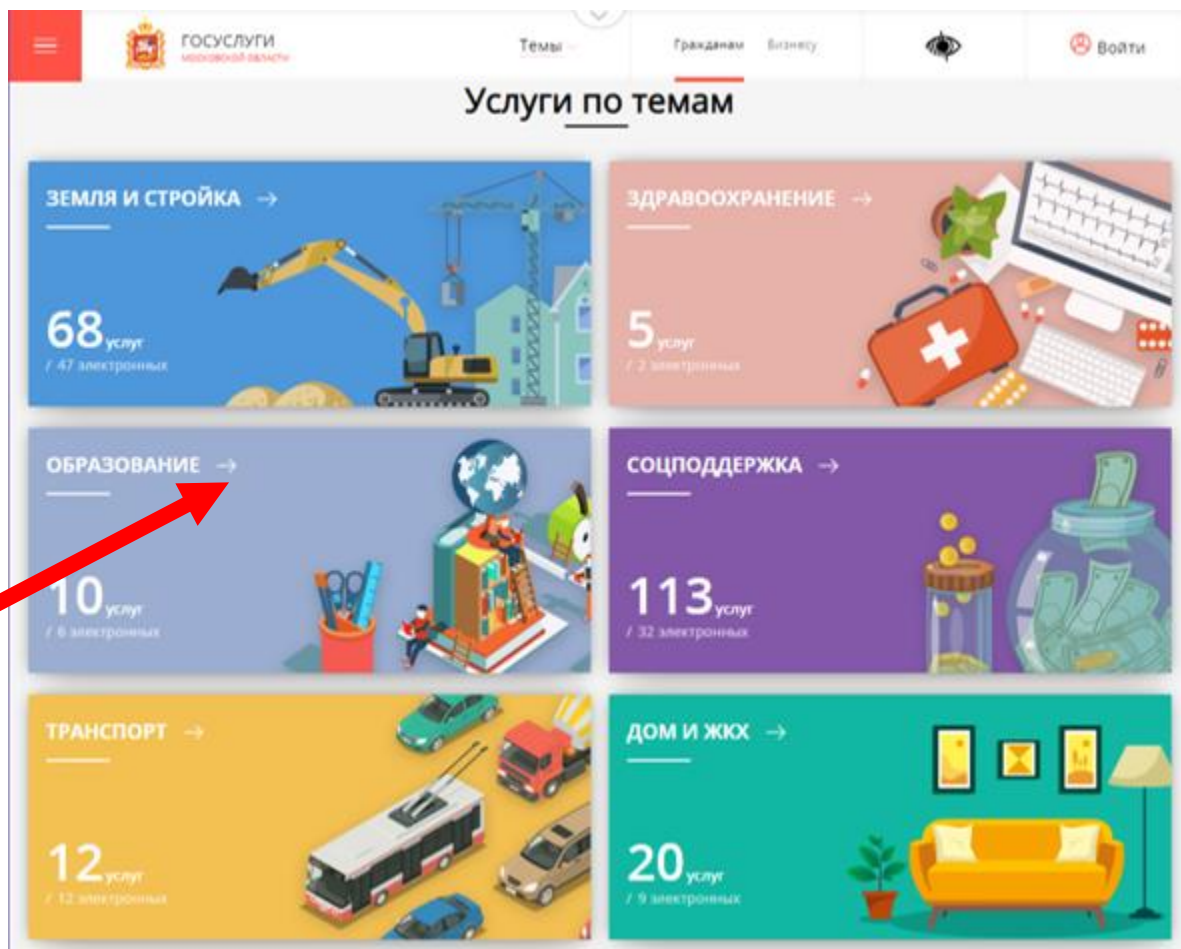 ГОСУСЛУГИ
МОСКОВСКОЙ ОБЛАСТИ
Темы
Гражданам Бизнесу
Войти
Услуги по темам
ЗЕМЛЯ И СТРОЙКА →
68 услуг
/ 47 электронных
ЗДРАВООХРАНЕНИЕ →
5 услуг
/ 2 электронных
ОБРАЗОВАНИЕ →
10 услуг
/ 6 электронных
СОЦПОДДЕРЖКА →
113 услуг
/ 32 электронных
ТРАНСПОРТ →
12 услуг
/ 12 электронных
ДОМ И ЖКХ →
20 услуг
/ 9 электронных